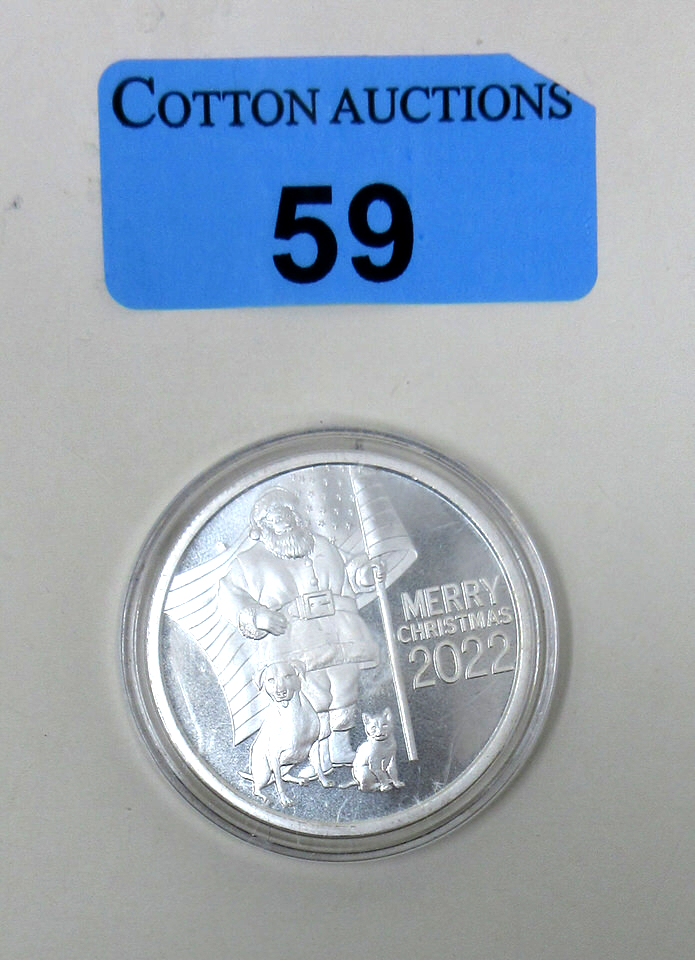 COTTON AUCTIONS
59
MERRY
CHRISTMAS
2022